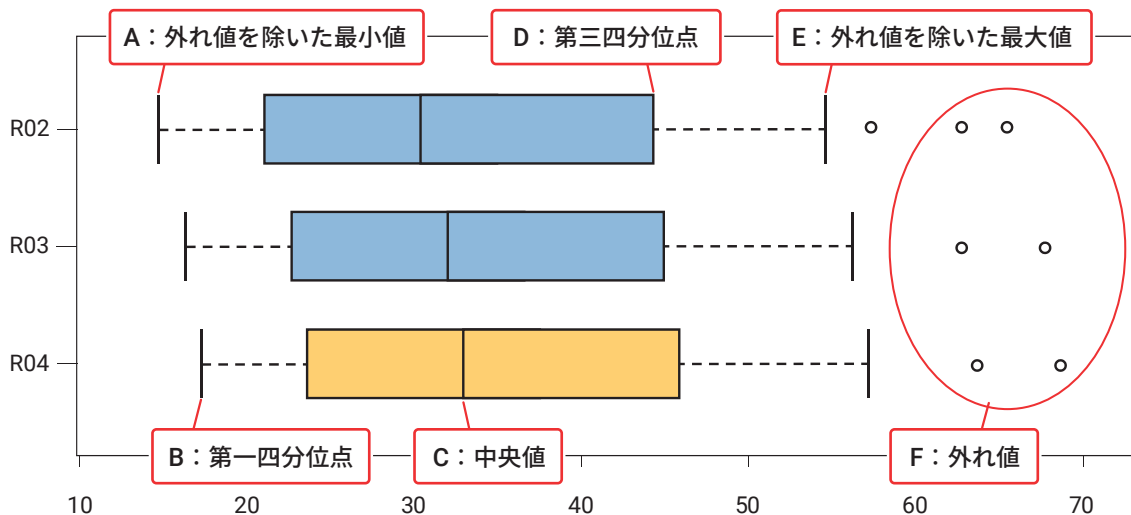 A：外れ値を除いた最小値
D：第三四分位点
E：外れ値を除いた最大値
R02
R03
R04
B：第一四分位点
C：中央値
F：外れ値
10 20 30 40 50 60 70